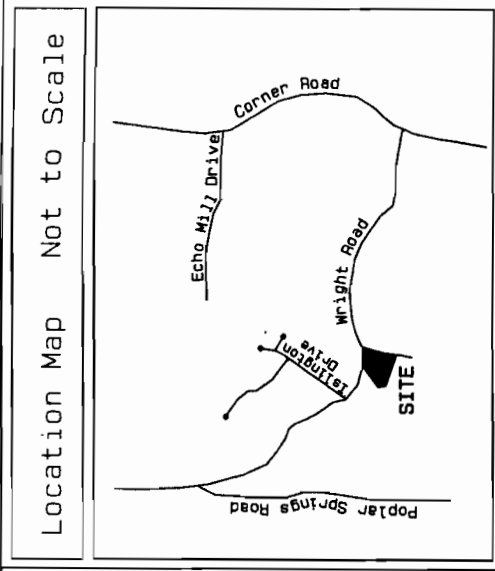 Location Map Not to Scale
Corner Road
Echo Mill Drive
Wright Road
Islington
Drive
SITE
Poplar Springs Road